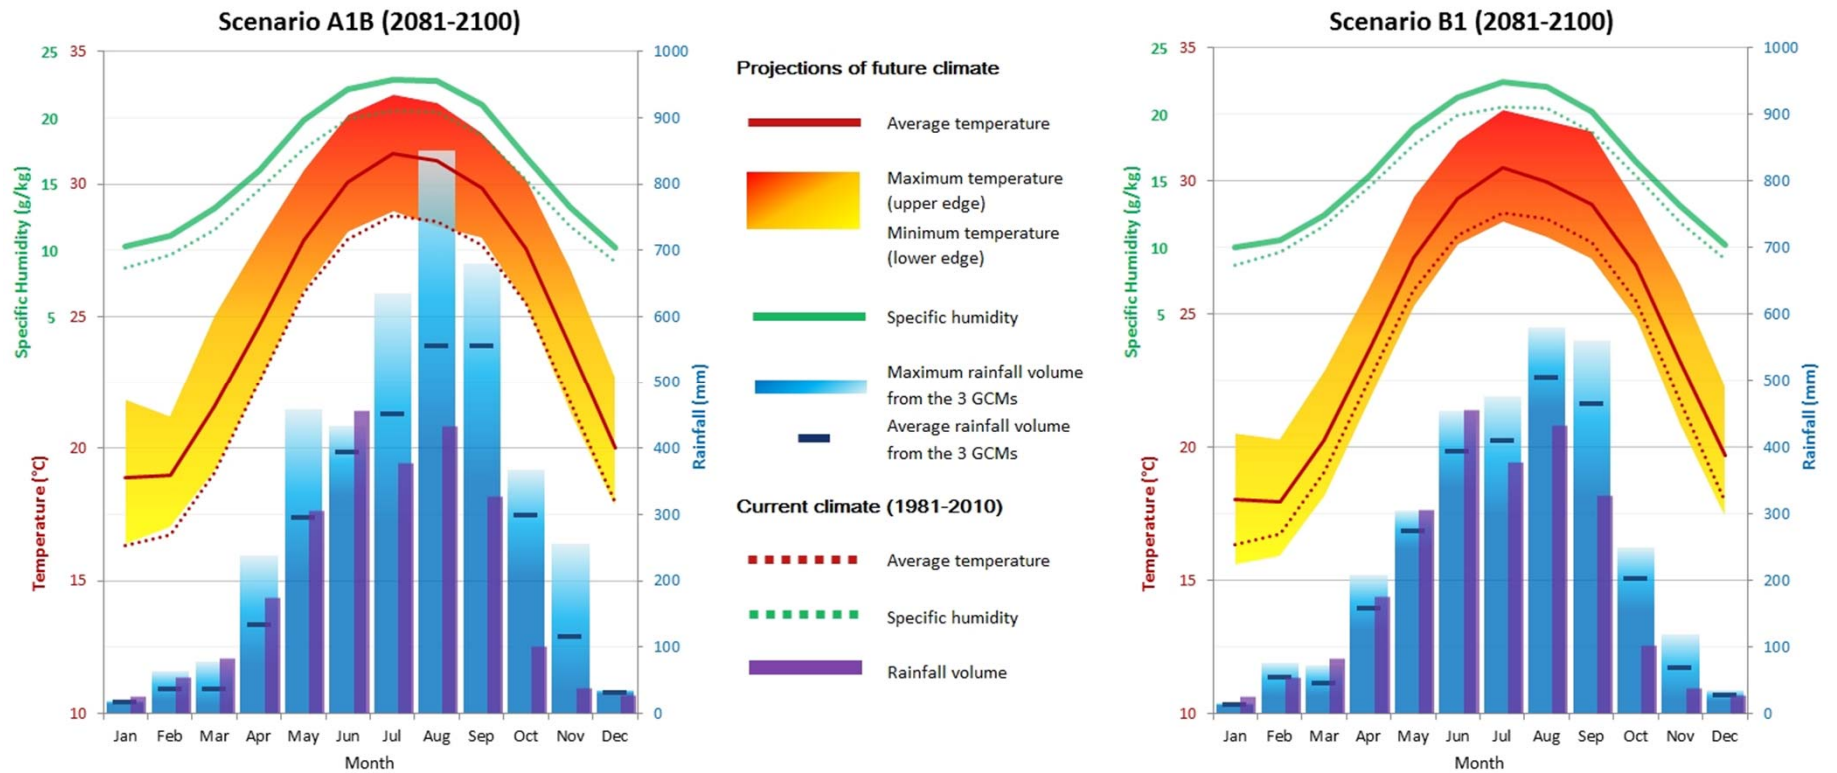 Scenario A1B (2081-2100)
25
20
15
10
5
Specific Humidity (g/kg)
35
30
25
20
15
10
Temperature (°C)
1000
900
800
700
600
500
400
300
200
100
0
Rainfall (mm)
Jan Feb Mar Apr May Jun Jul Aug Sep Oct Nov Dec
Month
Projections of future climate
Average temperature
Maximum temperature
(upper edge)
Minimum temperature
(lower edge)
Specific humidity
Maximum rainfall volume
from the 3 GCMs
Average rainfall volume
from the 3 GCMs
Current climate (1981-2010)
Average temperature
Specific humidity
Rainfall volume
Scenario B1 (2081-2100)
25
20
15
10
5
Specific Humidity (g/kg)
35
30
25
20
15
10
Temperature (°C)
1000
900
800
700
600
500
400
300
200
100
0
Rainfall (mm)
Jan Feb Mar Apr May Jun Jul Aug Sep Oct Nov Dec
Month